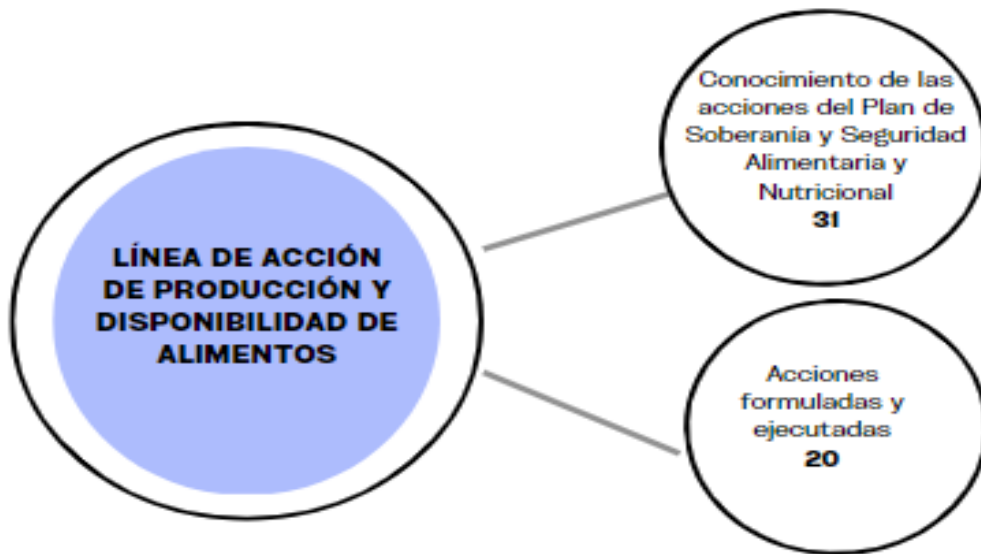 LÍNEA DE ACCIÓN
DE PRODUCCIÓN Y
DISPONIBILIDAD DE
ALIMENTOS
Conocimiento de las
acciones del Plan de
Soberanía y Seguridad
Alimentaria y
Nutricional
31
Acciones
formuladas y
ejecutadas
20